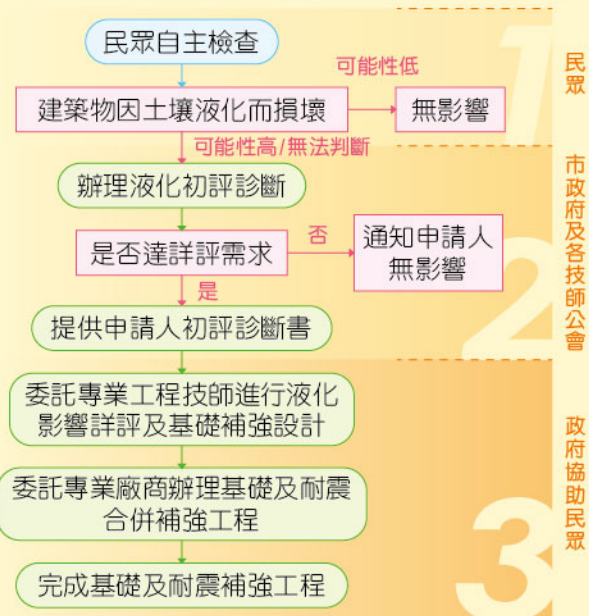 民眾自主檢查
可能性低
建築物因土壤液化而損壞
無影響
1
民眾
可能性高/無法判斷
辦理液化初評診斷
是否達詳評需求
否
通知申請人
無影響
是
提供申請人初評診斷書
2
市政府及各技師公會
委託專業工程技師進行液化
影響詳評及基礎補強設計
委託專業廠商辦理基礎及耐震
合併補強工程
完成基礎及耐震補強工程
3
政府協助民眾